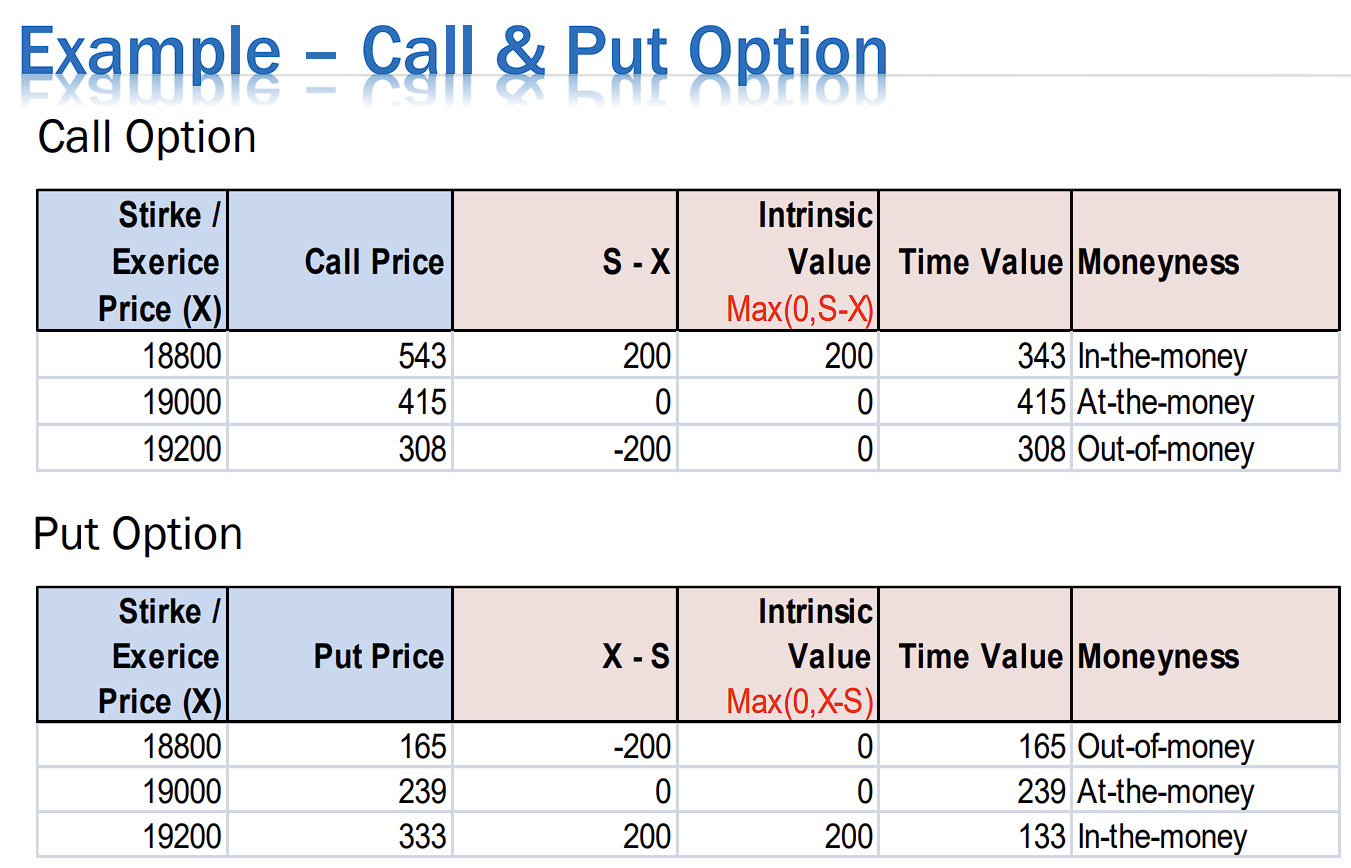 Example – Call & Put Option
Call Option
Stirke / Exerice Price (X) Call Price S - X Intrinsic Value Max(0,S-X) Time Value Moneyness
18800 543 200 200 343 In-the-money
19000 415 0 0 415 At-the-money
19200 308 -200 0 308 Out-of-money
Put Option
Stirke / Exerice Price (X) Put Price X - S Intrinsic Value Max(0,X-S) Time Value Moneyness
18800 165 -200 0 165 Out-of-money
19000 239 0 0 239 At-the-money
19200 333 200 200 133 In-the-money